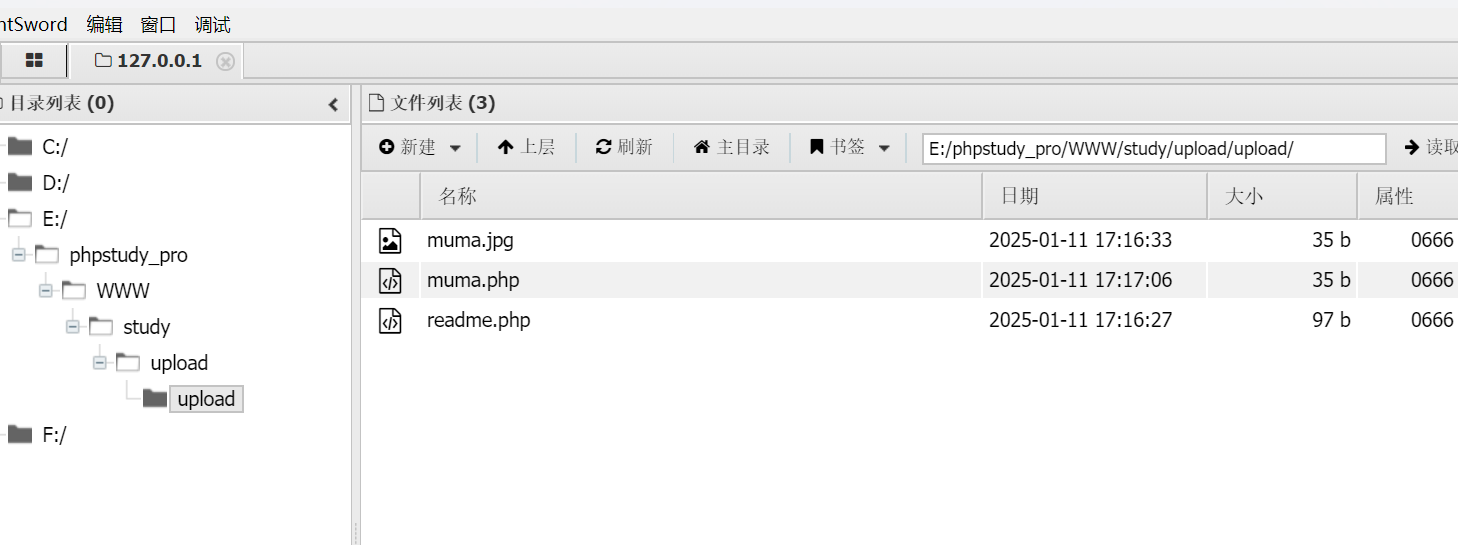 ntSword 编辑 窗口 调试
127.0.0.1
目录列表 (0)
C:/
D:/
E:/
phpstudy_pro
WWW
study
upload
upload
F:/
文件列表 (3)
新建 上层 刷新 主目录 书签 E:/phpstudy_pro/WWW/study/upload/upload/ 读取
名称 日期 大小 属性
muma.jpg 2025-01-11 17:16:33 35 b 0666
muma.php 2025-01-11 17:17:06 35 b 0666
readme.php 2025-01-11 17:16:27 97 b 0666